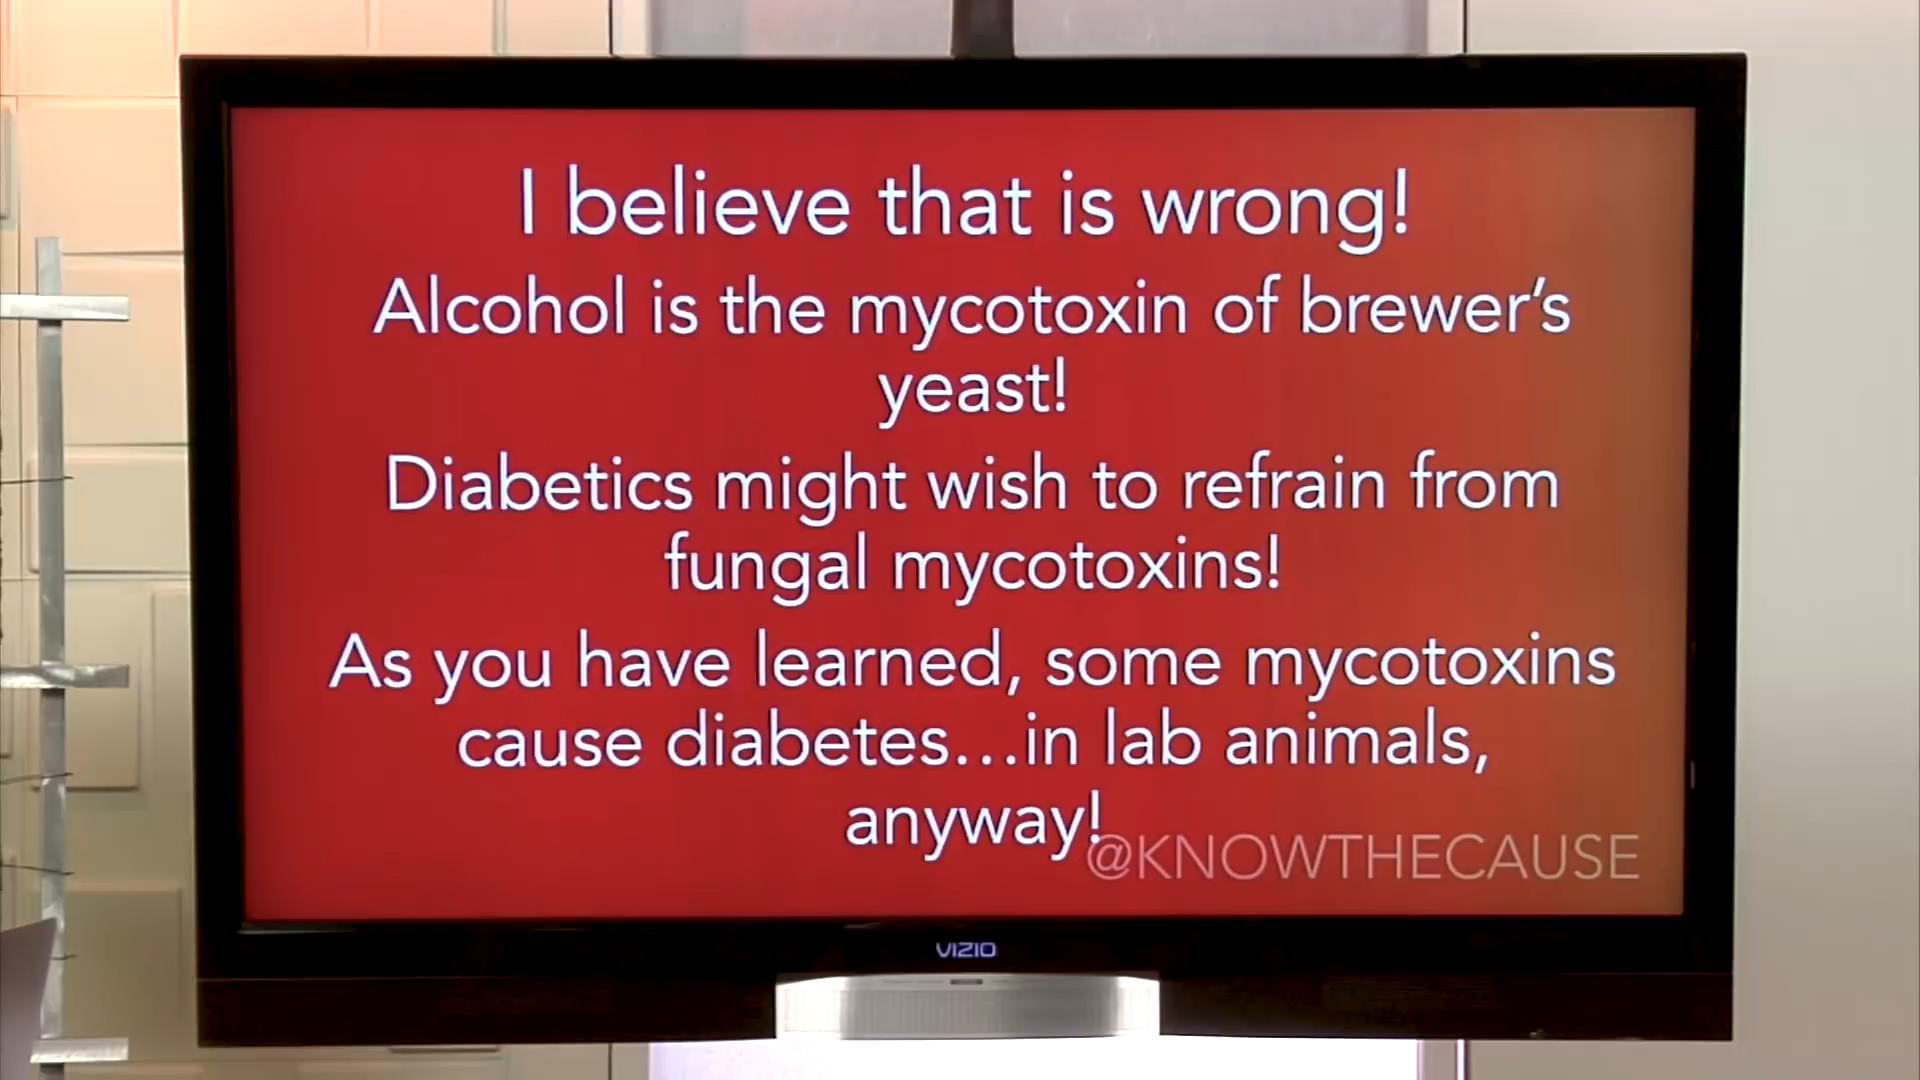 I believe that is wrong!
Alcohol is the mycotoxin of brewer's
yeast!
Diabetics might wish to refrain from
fungal mycotoxins!
As you have learned, some mycotoxins
cause diabetes...in lab animals,
anyway!
@KNOWTHECAUSE
VIZIO